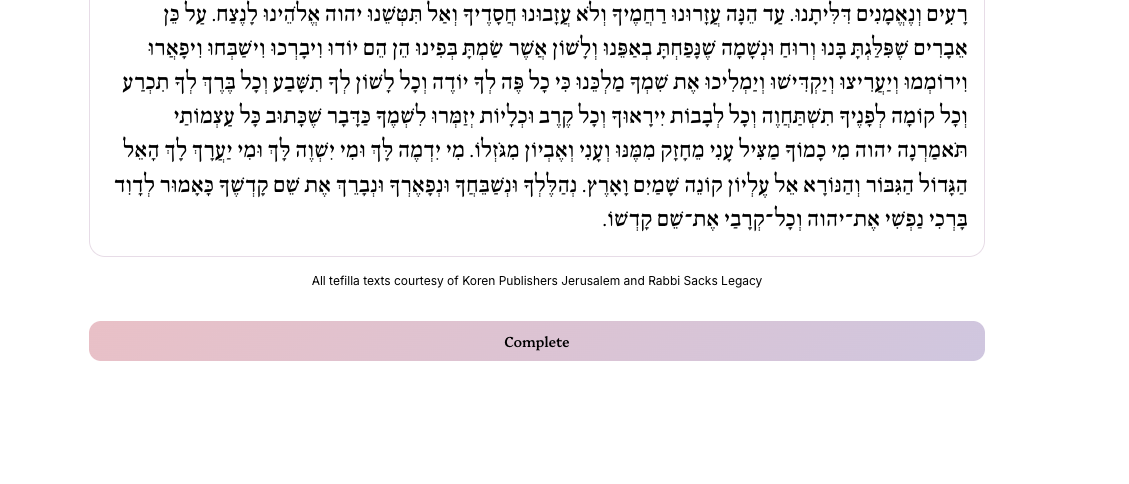 רָעִים וְנֶאֱמָנִים דִּלִּיתָנוּ. עַד הֵנָּה עֲזָרוּנוּ רַחֲמֶיךָ וְלֹא עֲזָבוּנוּ חֲסָדֶיךָ וְאַל תִּטְּשֵׁנוּ יהוה אֱלֹהֵינוּ לָנֶצַח. עַל כֵּן
אֵבָרִים שֶׁפִּלַּגְתָּ בָּנוּ וְרוּחַ וּנְשָׁמָה שֶׁנָּפַחְתָּ בְאַפֵּנוּ וְלָשׁוֹן אֲשֶׁר שַׂמְתָּ בְּפִינוּ הֵן הֵם יוֹדוּ וִיבָרְכוּ וִישַׁבְּחוּ וִיפָאֲרוּ
וִירוֹמְמוּ וְיַעֲרִיצוּ וְיַקְדִּישׁוּ וְיַמְלִיכוּ אֶת שִׁמְךָ מַלְכֵּנוּ כִּי כָל פֶּה לְךָ יוֹדֶה וְכָל לָשׁוֹן לְךָ תִשָּׁבַע וְכָל בֶּרֶךְ לְךָ תִכְרַע
וְכָל קוֹמָה לְפָנֶיךָ תִשְׁתַּחֲוֶה וְכָל לְבָבוֹת יִירָאוּךָ וְכָל קֶרֶב וּכְלָיוֹת יְזַמְּרוּ לִשְׁמֶךָ כַּדָּבָר שֶׁכָּתוּב כָּל עַצְמוֹתַי
תֹּאמַרְנָה יהוה מִי כָמוֹךָ מַצִּיל עָנִי מֵחָזָק מִמֶּנּוּ וְעָנִי וְאֶבְיוֹן מִגֹּזְלוֹ. מִי יִדְמֶה לָּךְ וּמִי יִשְׁוֶה לָּךְ וּמִי יַעֲרָךְ לָךְ הָאֵל
הַגָּדוֹל הַגִּבּוֹר וְהַנּוֹרָא אֵל עֶלְיוֹן קוֹנֵה שָׁמַיִם וָאָרֶץ. נְהַלֶּלְךָ וּנְשַׁבֵּחֲךָ וּנְפָאֶרְךָ וּנְבָרֵךְ אֶת שֵׁם קָדְשֶׁךָ כָּאָמוּר לְדָוִד
בָּרְכִי נַפְשִׁי אֶת־יהוה וְכָל־קְרָבַי אֶת־שֵׁם קָדְשׁוֹ.
All tefilla texts courtesy of Koren Publishers Jerusalem and Rabbi Sacks Legacy
Complete